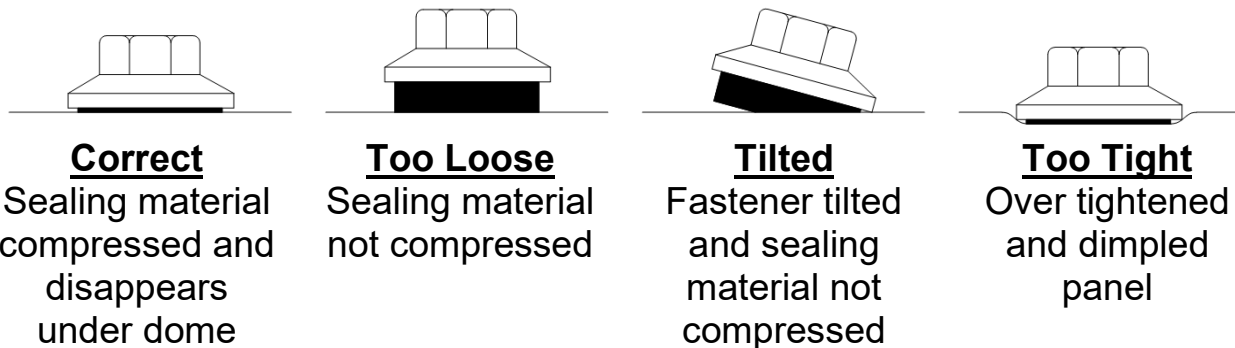 Correct
Sealing material
compressed and
disappears
under dome
Too Loose
Sealing material
not compressed
Tilted
Fastener tilted
and sealing
material not
compressed
Too Tight
Over tightened
and dimpled
panel